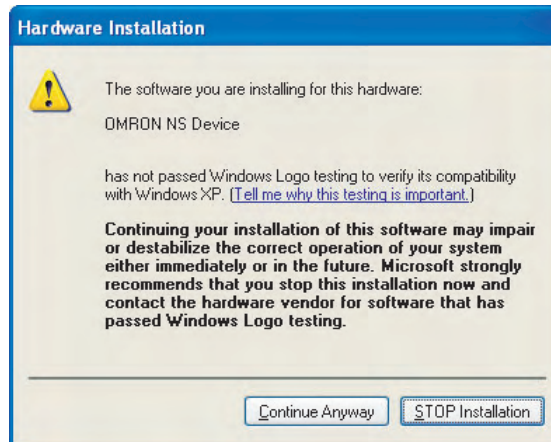 Hardware Installation
The software you are installing for this hardware:
OMRON NS Device
has not passed Windows Logo testing to verify its compatibility
with Windows XP. (Tell me why this testing is important.)
Continuing your installation of this software may impair
or destabilize the correct operation of your system
either immediately or in the future. Microsoft strongly
recommends that you stop this installation now and
contact the hardware vendor for software that has
passed Windows Logo testing.
Continue Anyway
STOP Installation